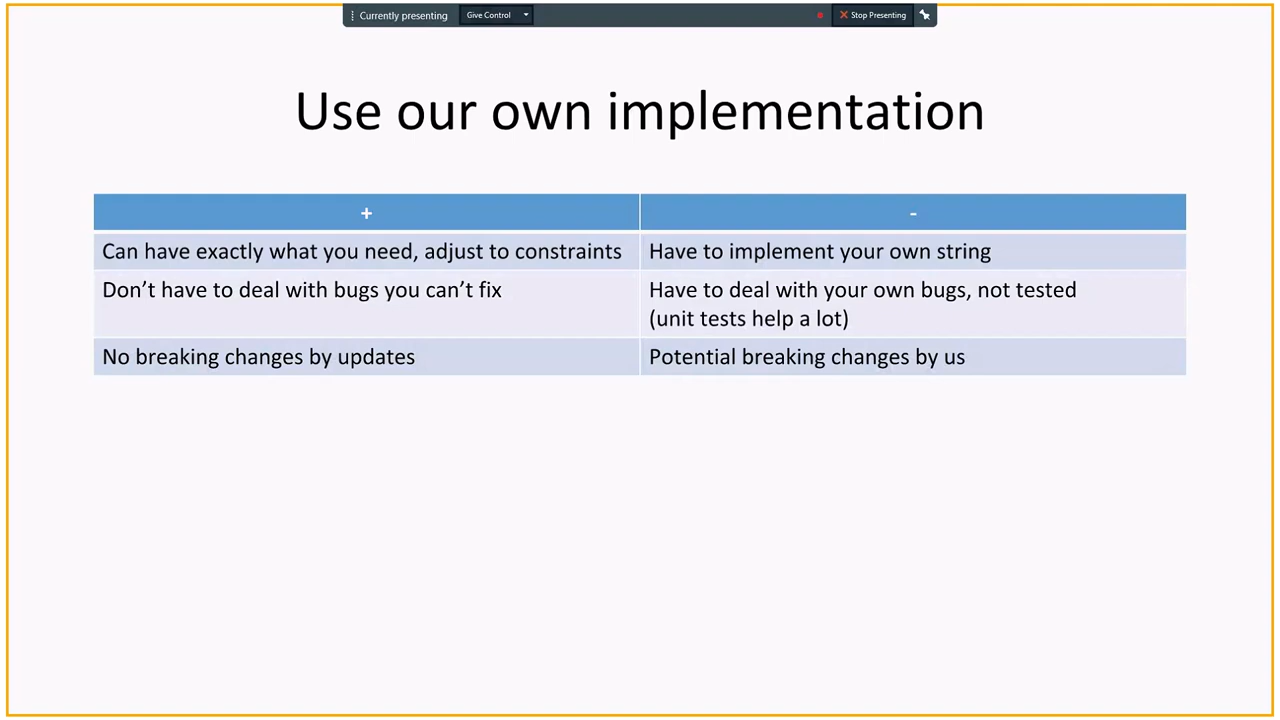 Currently presenting Give Control Stop Presenting
Use our own implementation
+ -
Can have exactly what you need, adjust to constraints Have to implement your own string
Don’t have to deal with bugs you can’t fix Have to deal with your own bugs, not tested
(unit tests help a lot)
No breaking changes by updates Potential breaking changes by us